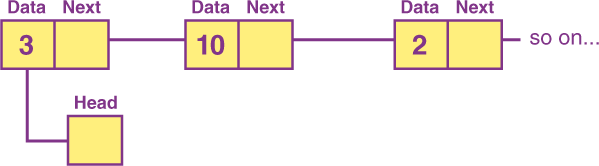 Data Next Data Next Data Next
3 10 2 so on...
Head